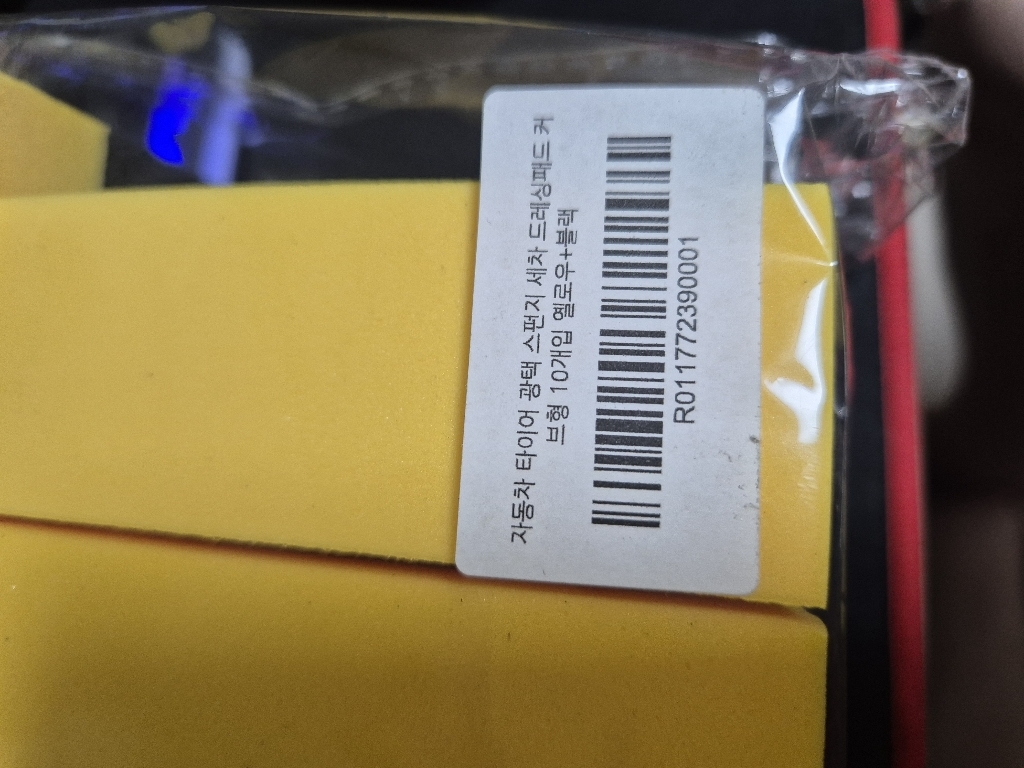 자동차 타이어 광택 스펀지 세차 드레싱패드 커
브형 10개입 옐로우+블랙
R011772390001